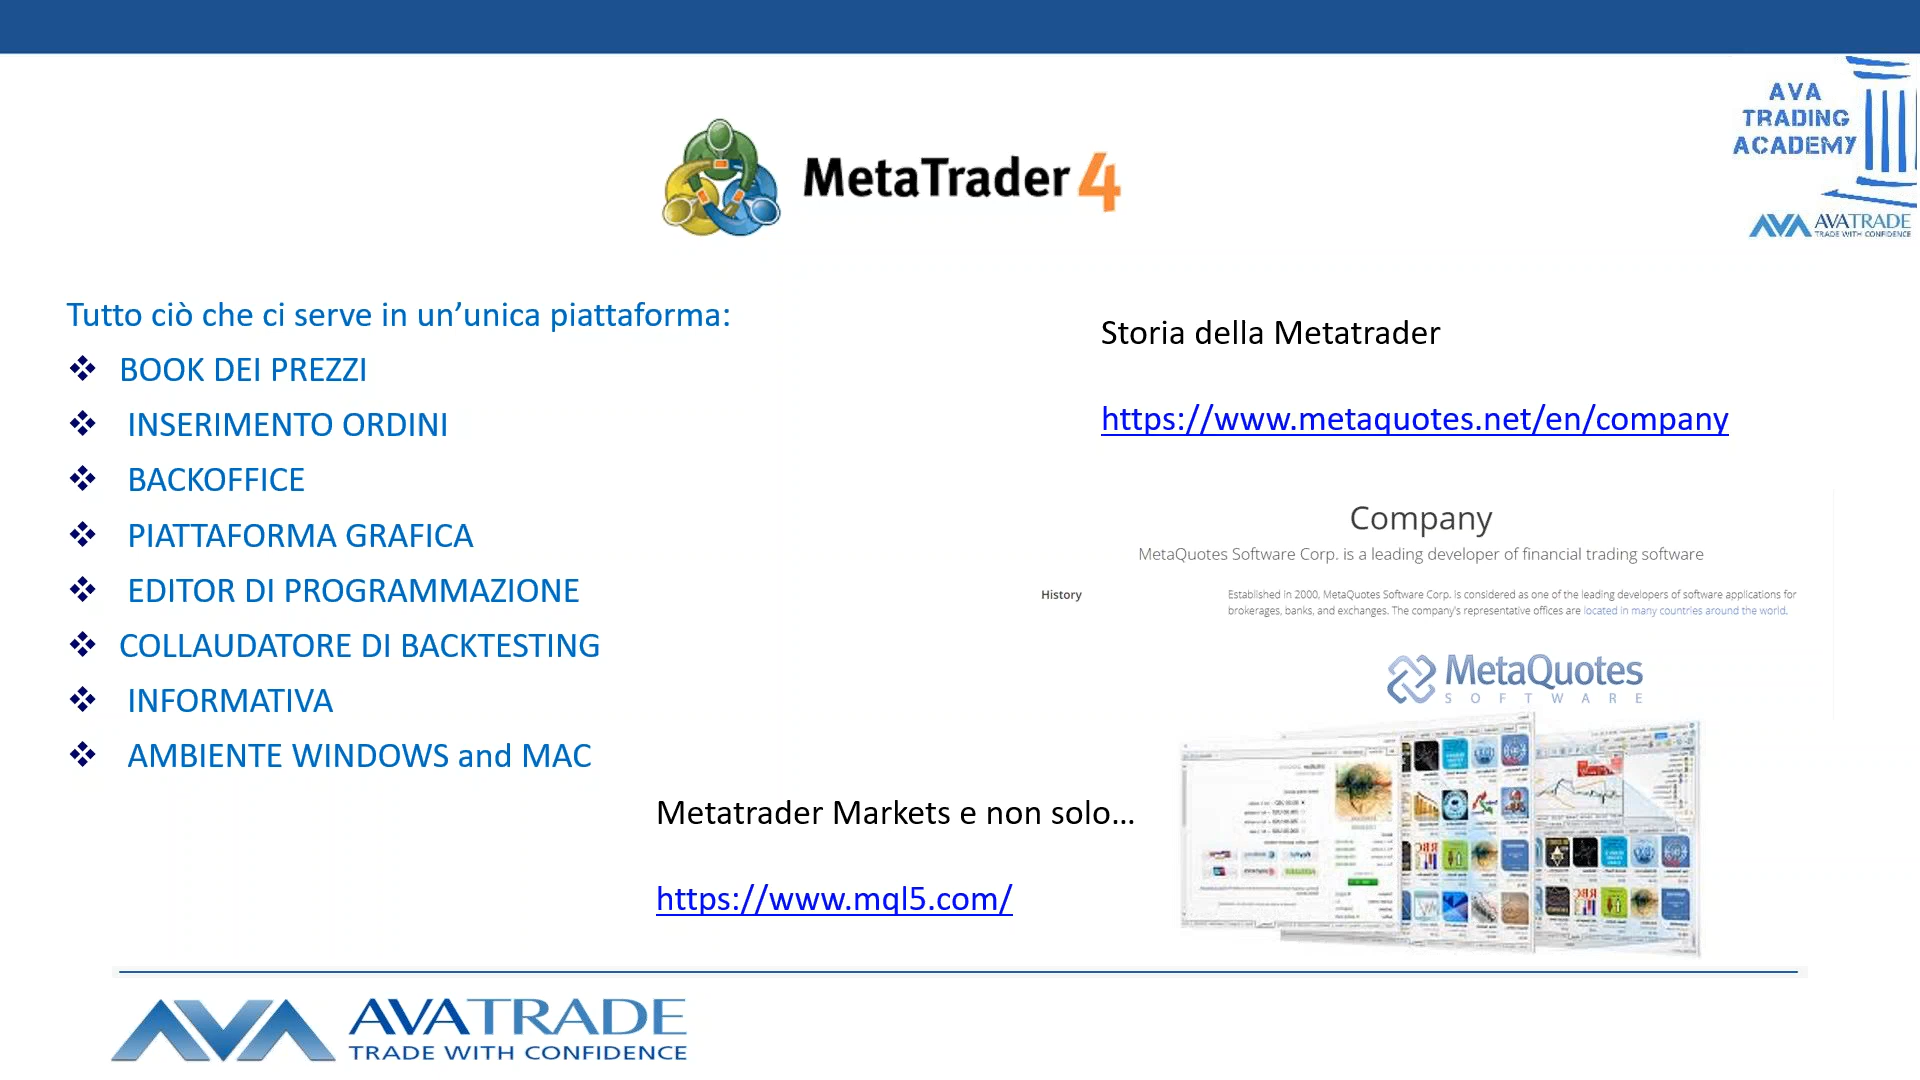 AVA
TRADING
ACADEMY
AVATRADE
TRADE WITH CONFIDENCE
MetaTrader 4
Tutto ciò che ci serve in un’unica piattaforma:
BOOK DEI PREZZI
INSERIMENTO ORDINI
BACKOFFICE
PIATTAFORMA GRAFICA
EDITOR DI PROGRAMMAZIONE
COLLAUDATORE DI BACKTESTING
INFORMATIVA
AMBIENTE WINDOWS and MAC
Storia della Metatrader
https://www.metaquotes.net/en/company
Company
MetaQuotes Software Corp. is a leading developer of financial trading software
History
Established in 2000, MetaQuotes Software Corp. is considered as one of the leading developers of software applications for
brokerages, banks, and exchanges. The company's representative offices are located in many countries around the world.
MetaQuotes
SOFTWARE
Metatrader Markets e non solo...
https://www.mql5.com/
AVATRADE
TRADE WITH CONFIDENCE